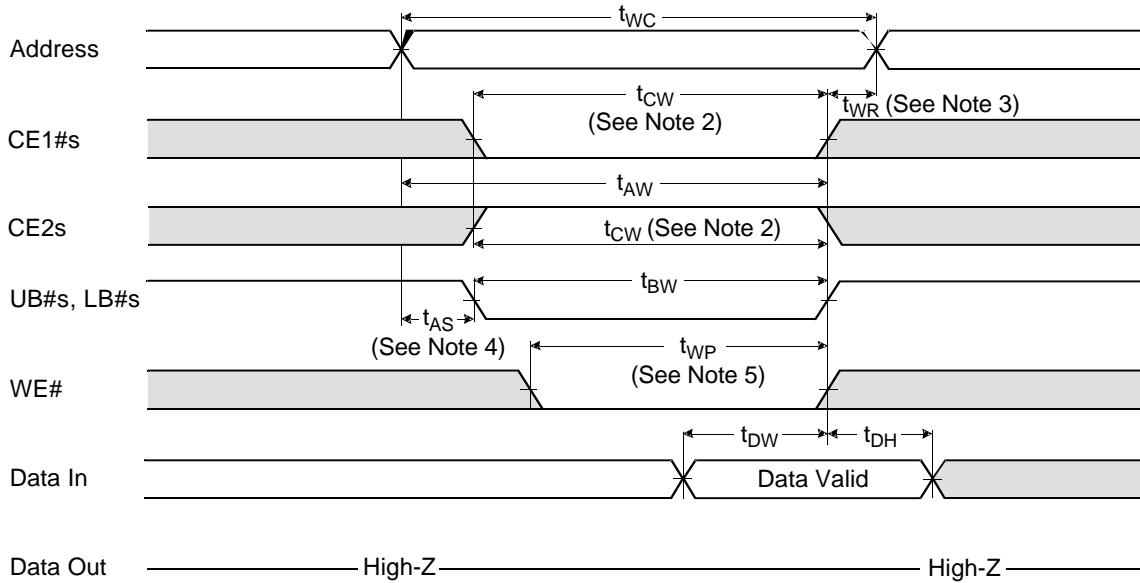 tWC
Address
tCW
(See Note 2)
tWR (See Note 3)
CE1#s
tAW
CE2s
tCW (See Note 2)
tBW
UB#s, LB#s
tAS
(See Note 4)
tWP
(See Note 5)
WE#
tDW
tDH
Data In
Data Valid
Data Out
High-Z
High-Z